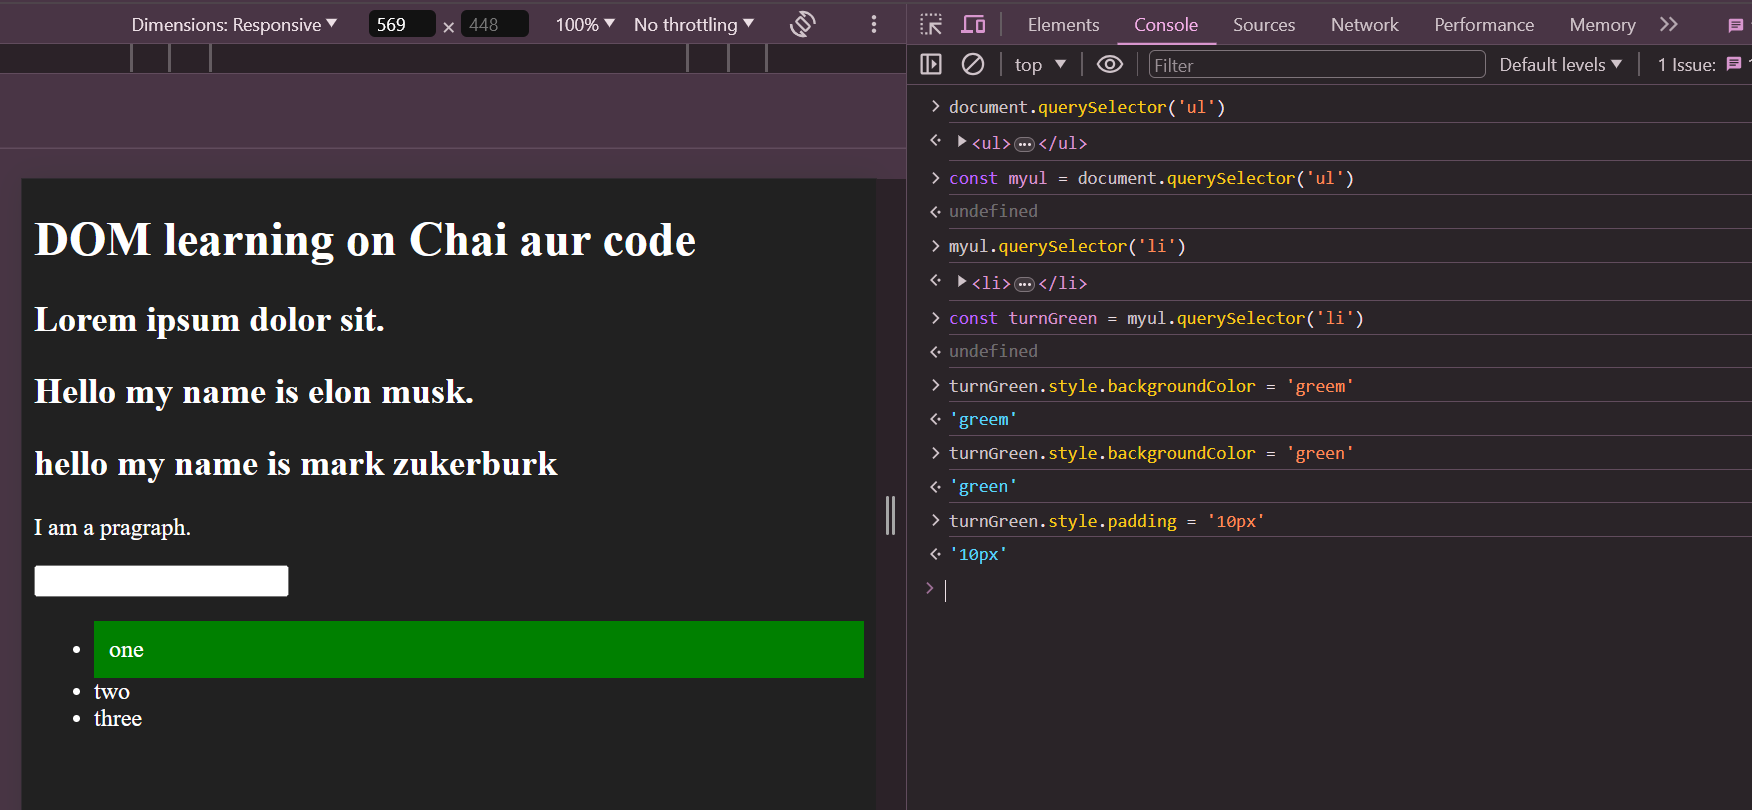 Dimensions: Responsive 569 × 448 100% No throttling
Elements Console Sources Network Performance Memory
top Filter Default levels 1 Issue:
DOM learning on Chai aur code
Lorem ipsum dolor sit.
Hello my name is elon musk.
hello my name is mark zukerburk
I am a pragraph.
one
two
three
document.querySelector('ul')
<ul>…</ul>
const myul = document.querySelector('ul')
undefined
myul.querySelector('li')
<li>…</li>
const turnGreen = myul.querySelector('li')
undefined
turnGreen.style.backgroundColor = 'greem'
'greem'
turnGreen.style.backgroundColor = 'green'
'green'
turnGreen.style.padding = '10px'
'10px'